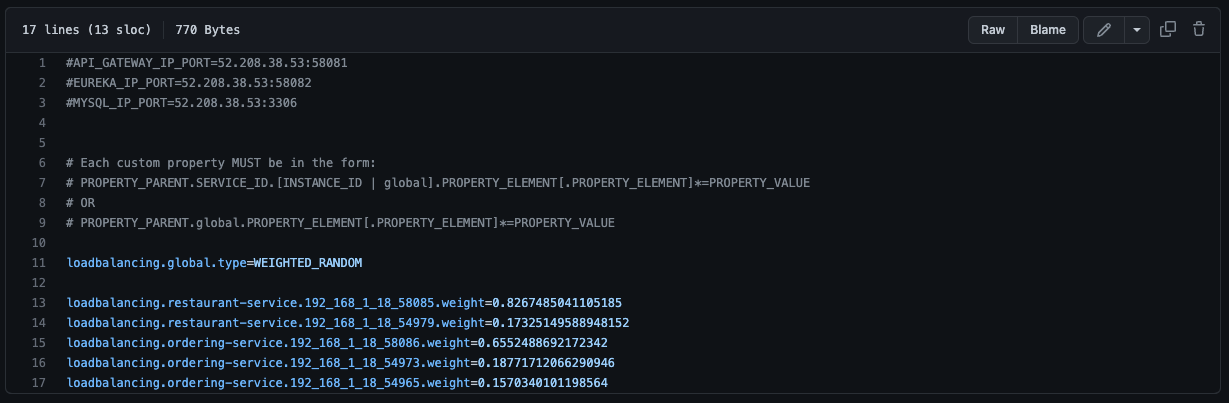 17 lines (13 sloc) 770 Bytes Raw Blame
1 #API_GATEWAY_IP_PORT=52.208.38.53:58081
2 #EUREKA_IP_PORT=52.208.38.53:58082
3 #MYSQL_IP_PORT=52.208.38.53:3306
4
5
6 # Each custom property MUST be in the form:
7 # PROPERTY_PARENT.SERVICE_ID.[INSTANCE_ID | global].PROPERTY_ELEMENT[.PROPERTY_ELEMENT]*=PROPERTY_VALUE
8 # OR
9 # PROPERTY_PARENT.global.PROPERTY_ELEMENT[.PROPERTY_ELEMENT]*=PROPERTY_VALUE
10
11 loadbalancing.global.type=WEIGHTED_RANDOM
12
13 loadbalancing.restaurant-service.192_168_1_18_58085.weight=0.8267485041105185
14 loadbalancing.restaurant-service.192_168_1_18_54979.weight=0.17325149588948152
15 loadbalancing.ordering-service.192_168_1_18_58086.weight=0.6552488692172342
16 loadbalancing.ordering-service.192_168_1_18_54973.weight=0.18771712066290946
17 loadbalancing.ordering-service.192_168_1_18_54965.weight=0.1570340101198564